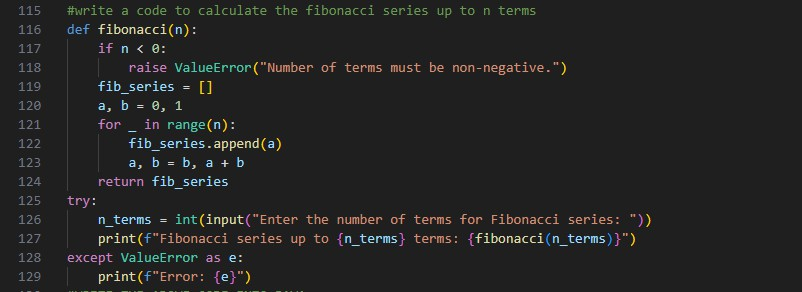 115 #write a code to calculate the fibonacci series up to n terms
116 def fibonacci(n):
117     if n < 0:
118         raise ValueError("Number of terms must be non-negative.")
119     fib_series = []
120     a, b = 0, 1
121     for _ in range(n):
122         fib_series.append(a)
123         a, b = b, a + b
124     return fib_series
125 try:
126     n_terms = int(input("Enter the number of terms for Fibonacci series: "))
127     print(f"Fibonacci series up to {n_terms} terms: {fibonacci(n_terms)}")
128 except ValueError as e:
129     print(f"Error: {e}")